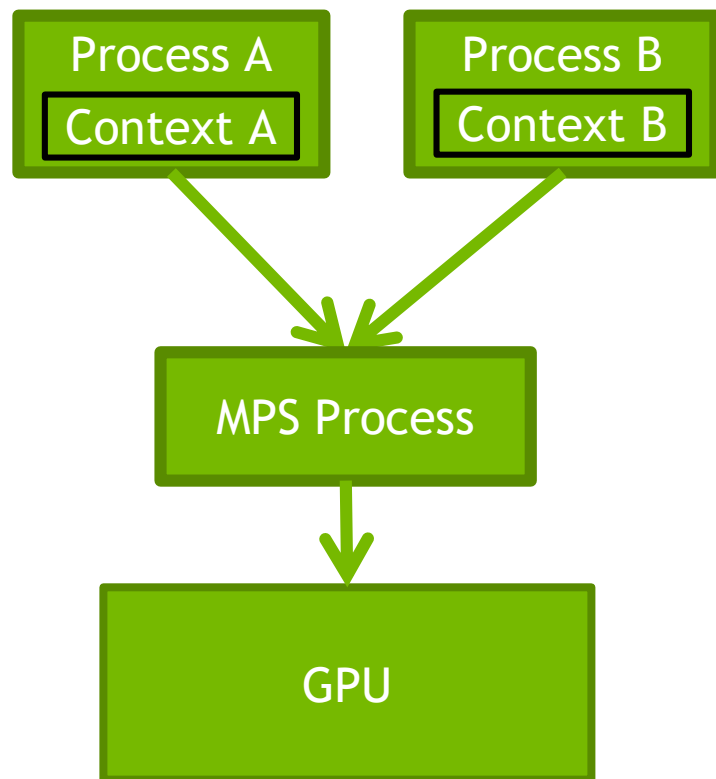 Process A
Context A
Process B
Context B
MPS Process
GPU